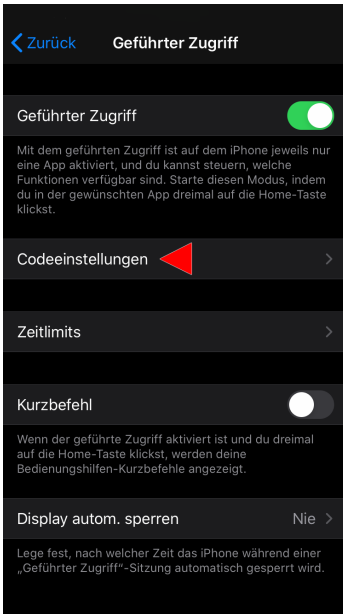 Zurück Geführter Zugriff
Geführter Zugriff
Mit dem geführten Zugriff ist auf dem iPhone jeweils nur
eine App aktiviert, und du kannst steuern, welche
Funktionen verfügbar sind. Starte diesen Modus, indem
du in der gewünschten App dreimal auf die Home-Taste
klickst.
Codeeinstellungen
Zeitlimits
Kurzbefehl
Wenn der geführte Zugriff aktiviert ist und du dreimal
auf die Home-Taste klickst, werden deine
Bedienungshilfen-Kurzbefehle angezeigt.
Display autom. sperren Nie
Lege fest, nach welcher Zeit das iPhone während einer
„Geführter Zugriff“-Sitzung automatisch gesperrt wird.